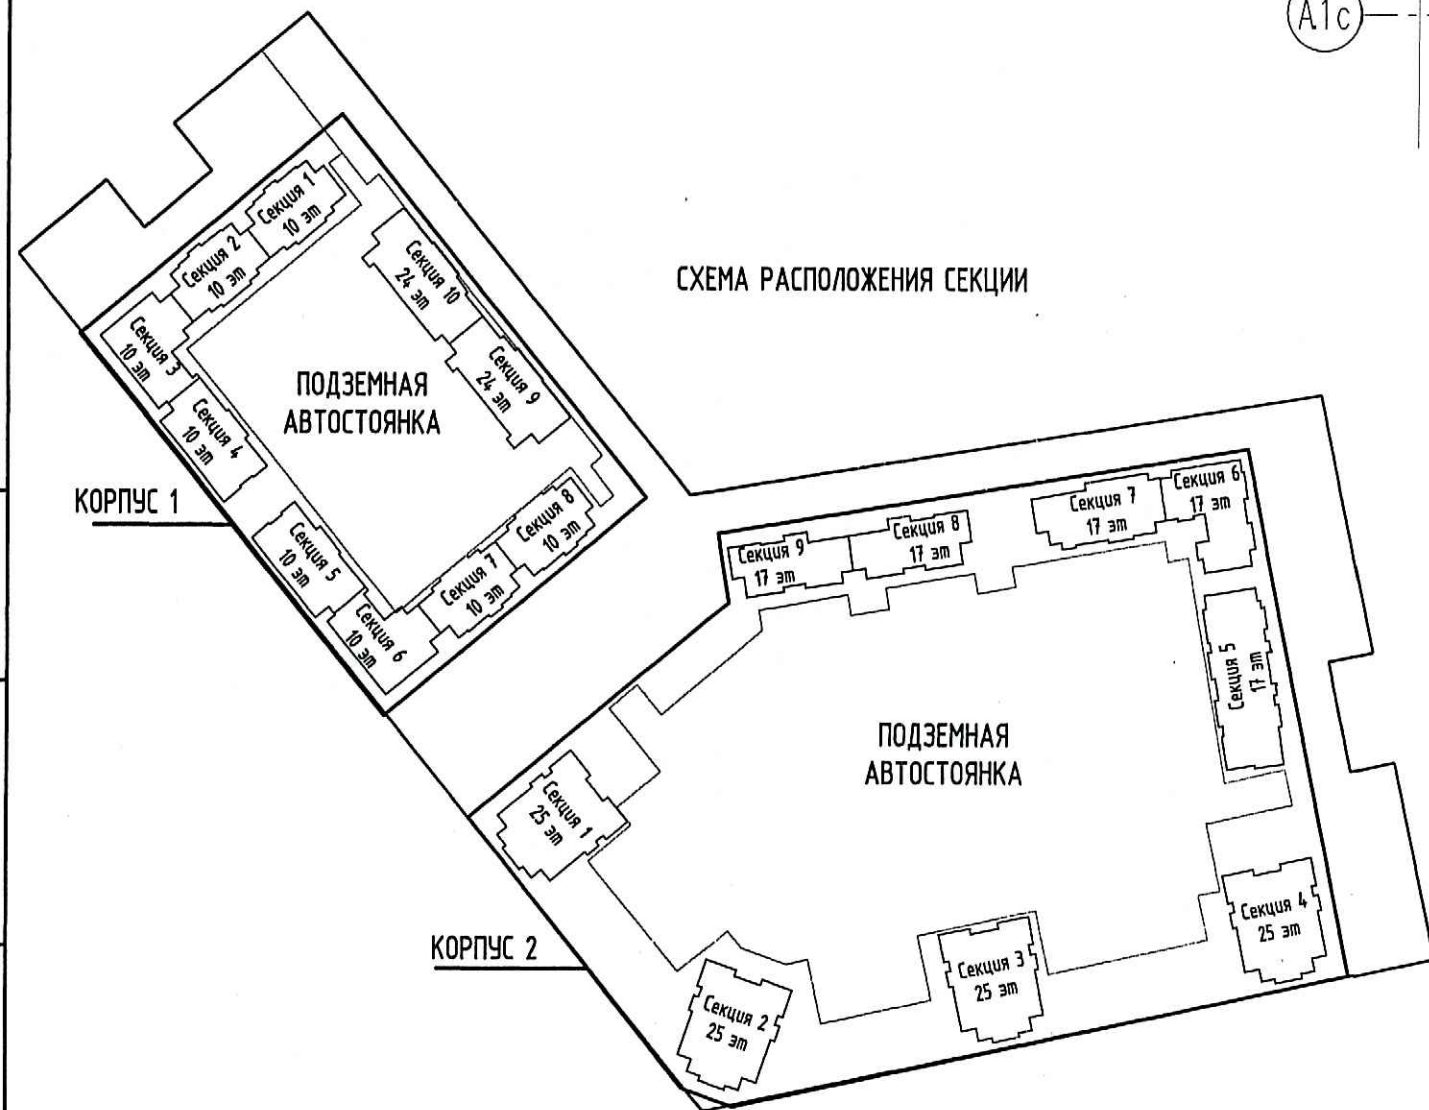 А.1с
Секция 1
10 эт
Секция 2
10 эт
Секция 3
10 эт
Секция 4
10 эт
Секция 5
10 эт
Секция 6
10 эт
Секция 7
10 эт
Секция 8
10 эт
Секция 9
24 эт
Секция 10
24 эт
ПОДЗЕМНАЯ
АВТОСТОЯНКА
КОРПУС 1
СХЕМА РАСПОЛОЖЕНИЯ СЕКЦИИ
Секция 9
17 эт
Секция 8
17 эт
Секция 7
17 эт
Секция 6
17 эт
Секция 5
17 эт
ПОДЗЕМНАЯ
АВТОСТОЯНКА
Секция 1
25 эт
Секция 2
25 эт
Секция 3
25 эт
Секция 4
25 эт
КОРПУС 2